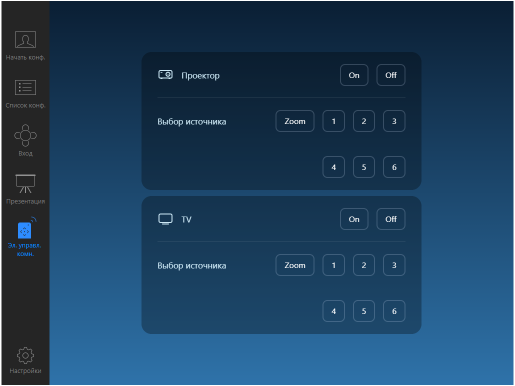 Начать конф.
Список конф.
Вход
Презентация
Эл. управл.
комн.
Настройки
Проектор
On
Off
Выбор источника
Zoom
1
2
3
4
5
6
TV
On
Off
Выбор источника
Zoom
1
2
3
4
5
6